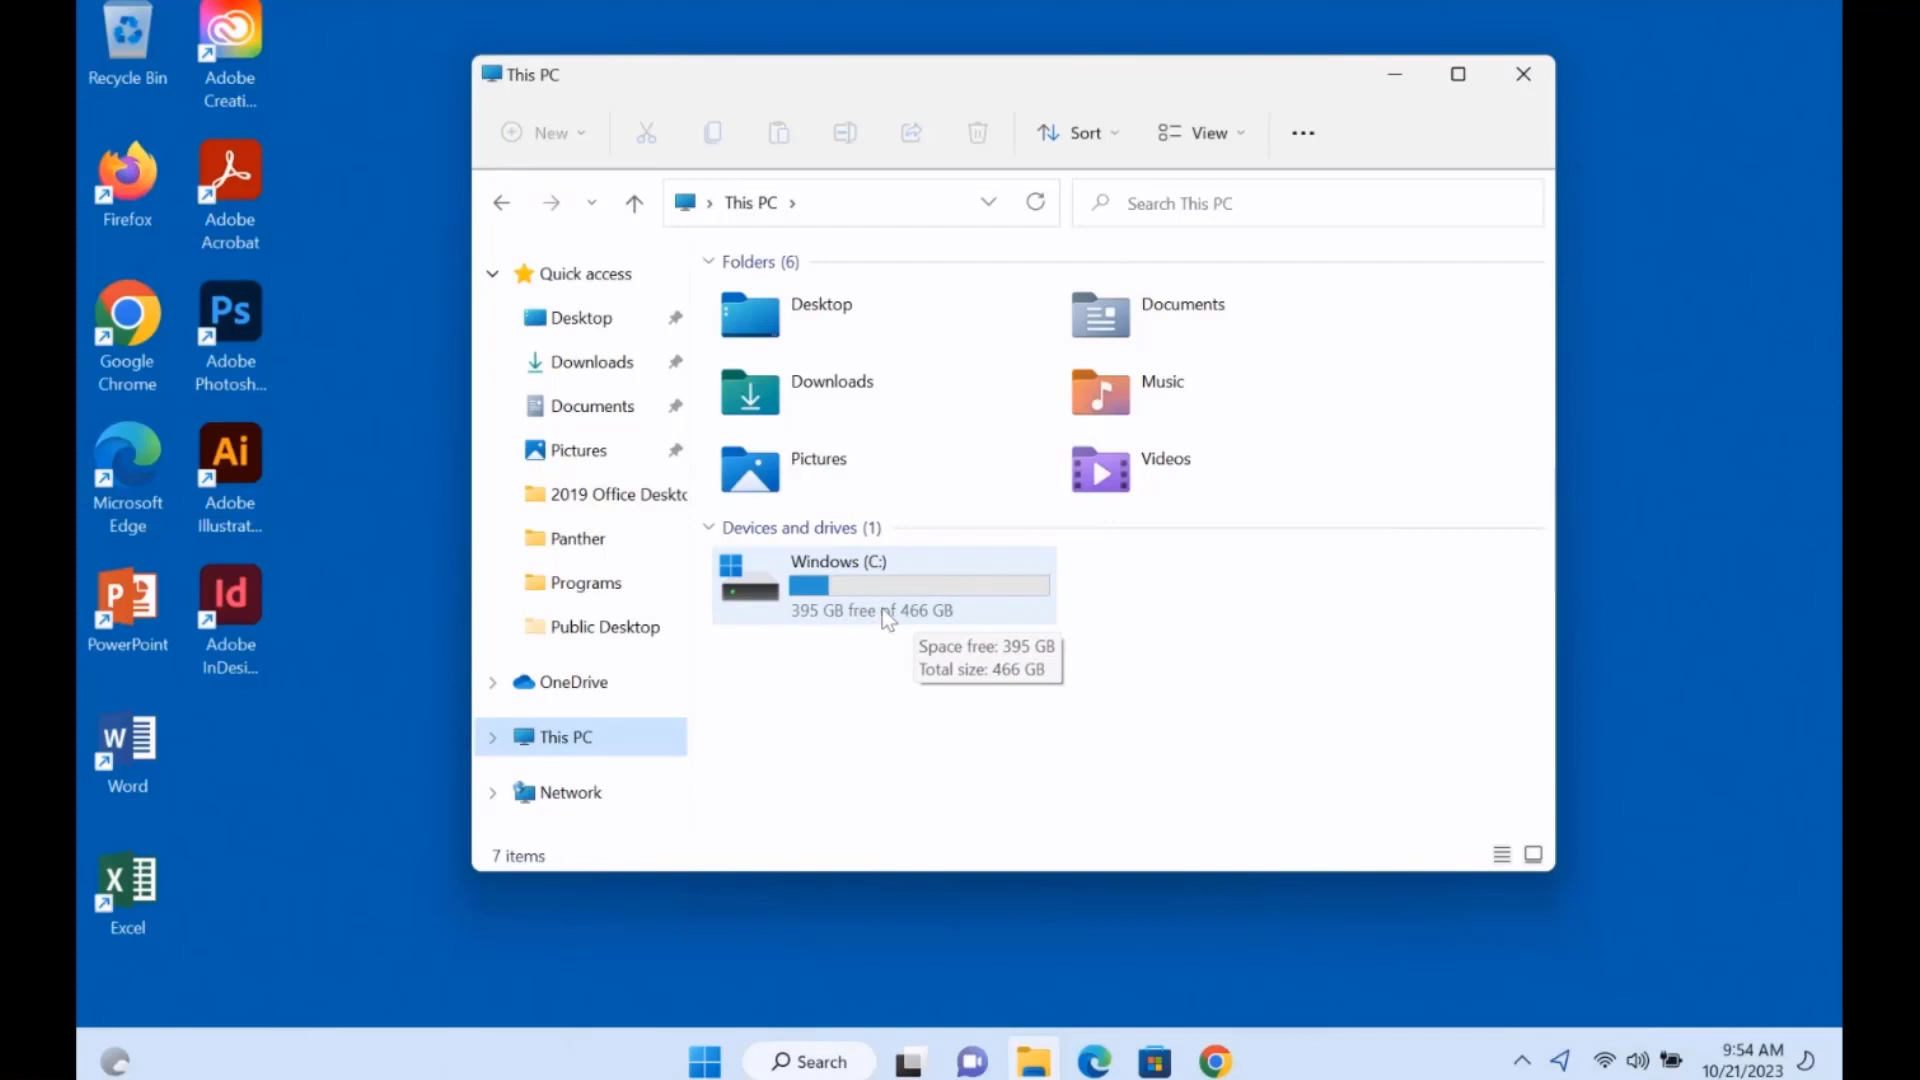 Recycle Bin
Adobe
Creati...
Firefox
Adobe
Acrobat
Google
Chrome
Ps
Adobe
Photosh...
Microsoft
Edge
Ai
Adobe
Illustrat...
P
PowerPoint
Id
Adobe
InDesi...
W
Word
X
Excel
This PC
New
Sort
View
This PC
Search This PC
Quick access
Desktop
Downloads
Documents
Pictures
2019 Office Deskto
Panther
Programs
Public Desktop
OneDrive
This PC
Network
Folders (6)
Desktop
Documents
Downloads
Music
Pictures
Videos
Devices and drives (1)
Windows (C:)
395 GB free of 466 GB
Space free: 395 GB
Total size: 466 GB
7 items
Search
9:54 AM
10/21/2023